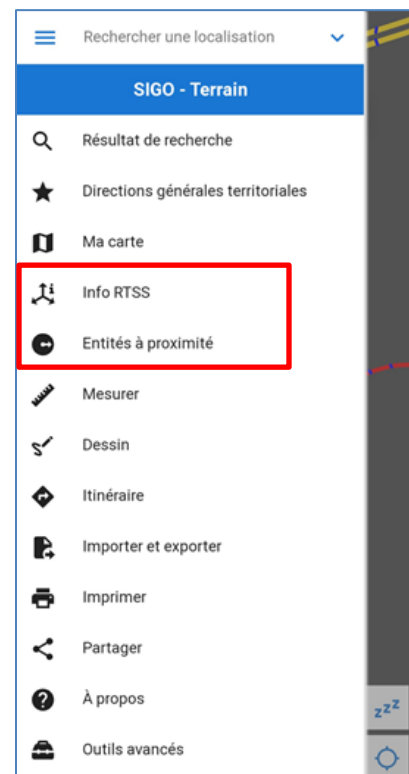 Rechercher une localisation
SIGO - Terrain
Résultat de recherche
Directions générales territoriales
Ma carte
Info RTSS
Entités à proximité
Mesurer
Dessin
Itinéraire
Importer et exporter
Imprimer
Partager
À propos
zzz
Outils avancés